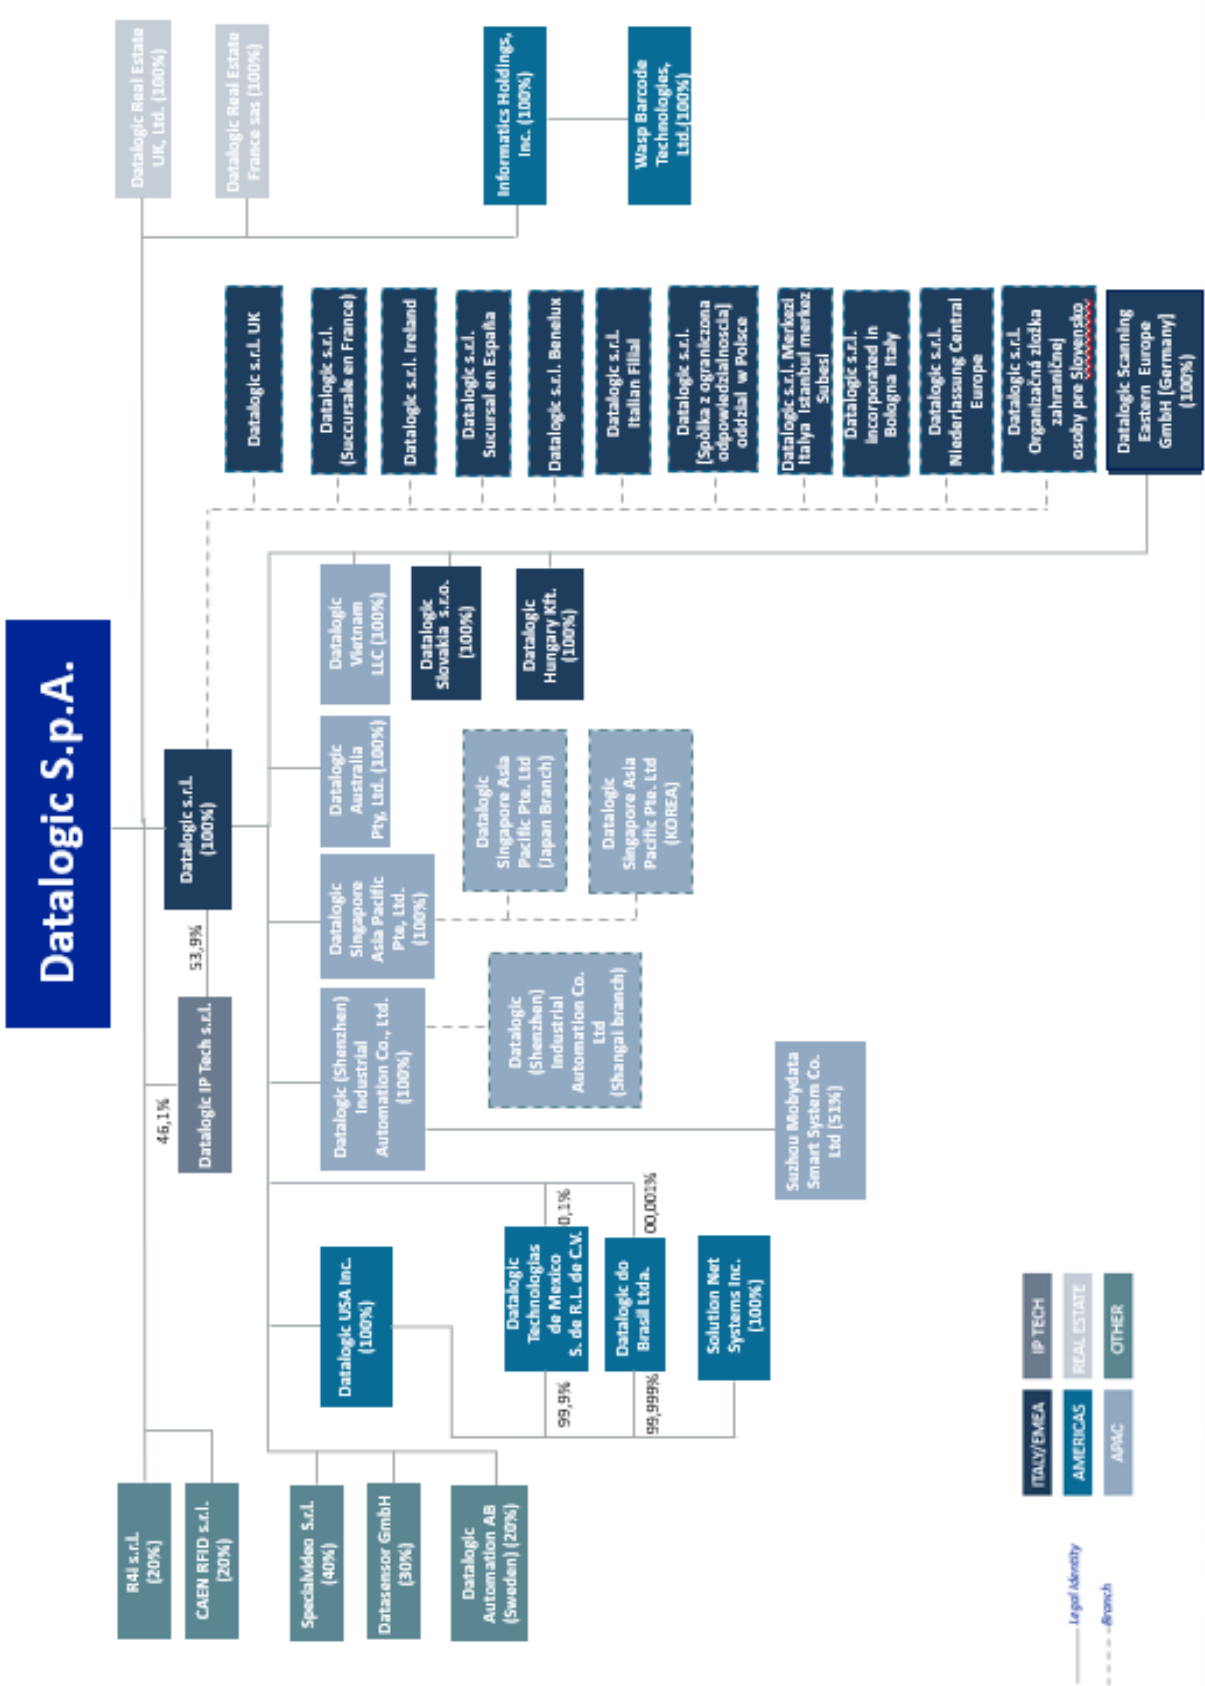 Datalogic S.p.A.
R4i s.r.l.
(20%)
CAEN RFID s.r.l.
(20%)
46,1%
Datalogic IP Tech s.r.l.
53,9%
Datalogic s.r.l.
(100%)
Datalogic Real Estate
UK, Ltd. (100%)
Datalogic Real Estate
France sas (100%)
Informatics Holdings,
Inc. (100%)
Wasp Barcode
Technologies,
Ltd.(100%)
Datalogic s.r.l. UK
Datalogic s.r.l.
(Succursale en France)
Datalogic s.r.l. Ireland
Datalogic s.r.l.
Sucursal en España
Datalogic s.r.l. Benelux
Datalogic s.r.l.
Italian Filial
Datalogic s.r.l.
[Spòlka z ograniczona
odpowiedzialnoscia]
oddzial w Polsce
Datalogic s.r.l. Merkezi
Italya Istanbul merkez
Subesi
Datalogic s.r.l.
incorporated in
Bologna Italy
Datalogic s.r.l.
Niederlassung Central
Europe
Datalogic s.r.l.
Organizačná zložka
zahraničnej
osoby pre Slovensko
Datalogic Scanning
Eastern Europe
GmbH [Germany]
(100%)
Specialvideo S.r.l.
(40%)
Datasensor GmbH
(30%)
Datalogic
Automation AB
(Sweden) (20%)
Datalogic USA Inc.
(100%)
Datalogic (Shenzhen)
Industrial
Automation Co., Ltd.
(100%)
Datalogic
Singapore
Asia Pacific
Pte, Ltd.
(100%)
Datalogic
Australia
Pty, Ltd. (100%)
Datalogic
Vietnam
LLC (100%)
Datalogic
Slovakia s.r.o.
(100%)
Datalogic
Hungary Kft.
(100%)
Datalogic
Singapore Asia
Pacific Pte. Ltd
(Japan Branch)
Datalogic
Singapore Asia
Pacific Pte. Ltd
(KOREA)
Datalogic
(Shenzhen)
Industrial
Automation Co.
Ltd
(Shangai branch)
Suzhou Mobydata
Smart System Co.
Ltd (51%)
99,9%
Datalogic
Technologias
de Mexico
S. de R.L. de C.V.
0,1%
99,999%
Datalogic do
Brasil Ltda.
00,001%
Solution Net
Systems Inc.
(100%)
Legal Identity
Branch
ITALY/EMEA
IP TECH
AMERICAS
REAL ESTATE
APAC
OTHER